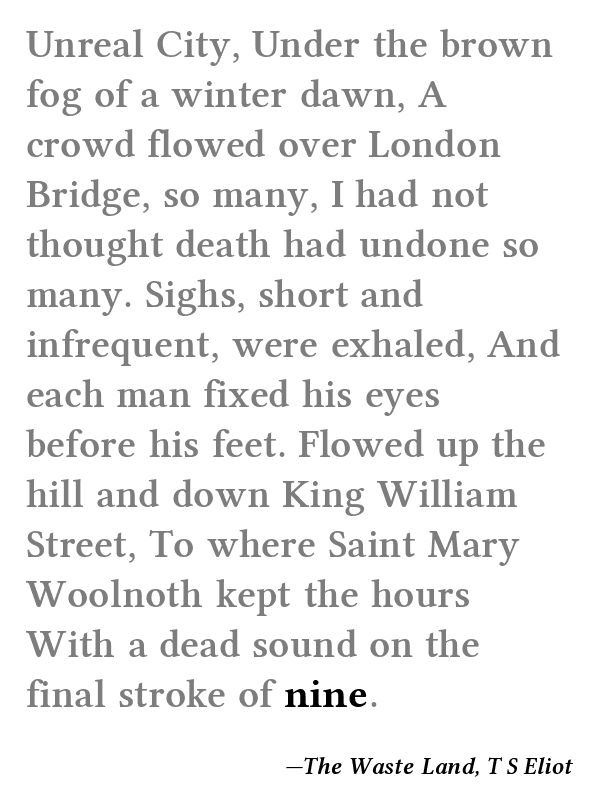 Unreal City, Under the brown
fog of a winter dawn, A
crowd flowed over London
Bridge, so many, I had not
thought death had undone so
many. Sighs, short and
infrequent, were exhaled, And
each man fixed his eyes
before his feet. Flowed up the
hill and down King William
Street, To where Saint Mary
Woolnoth kept the hours
With a dead sound on the
final stroke of nine.
—The Waste Land, T S Eliot